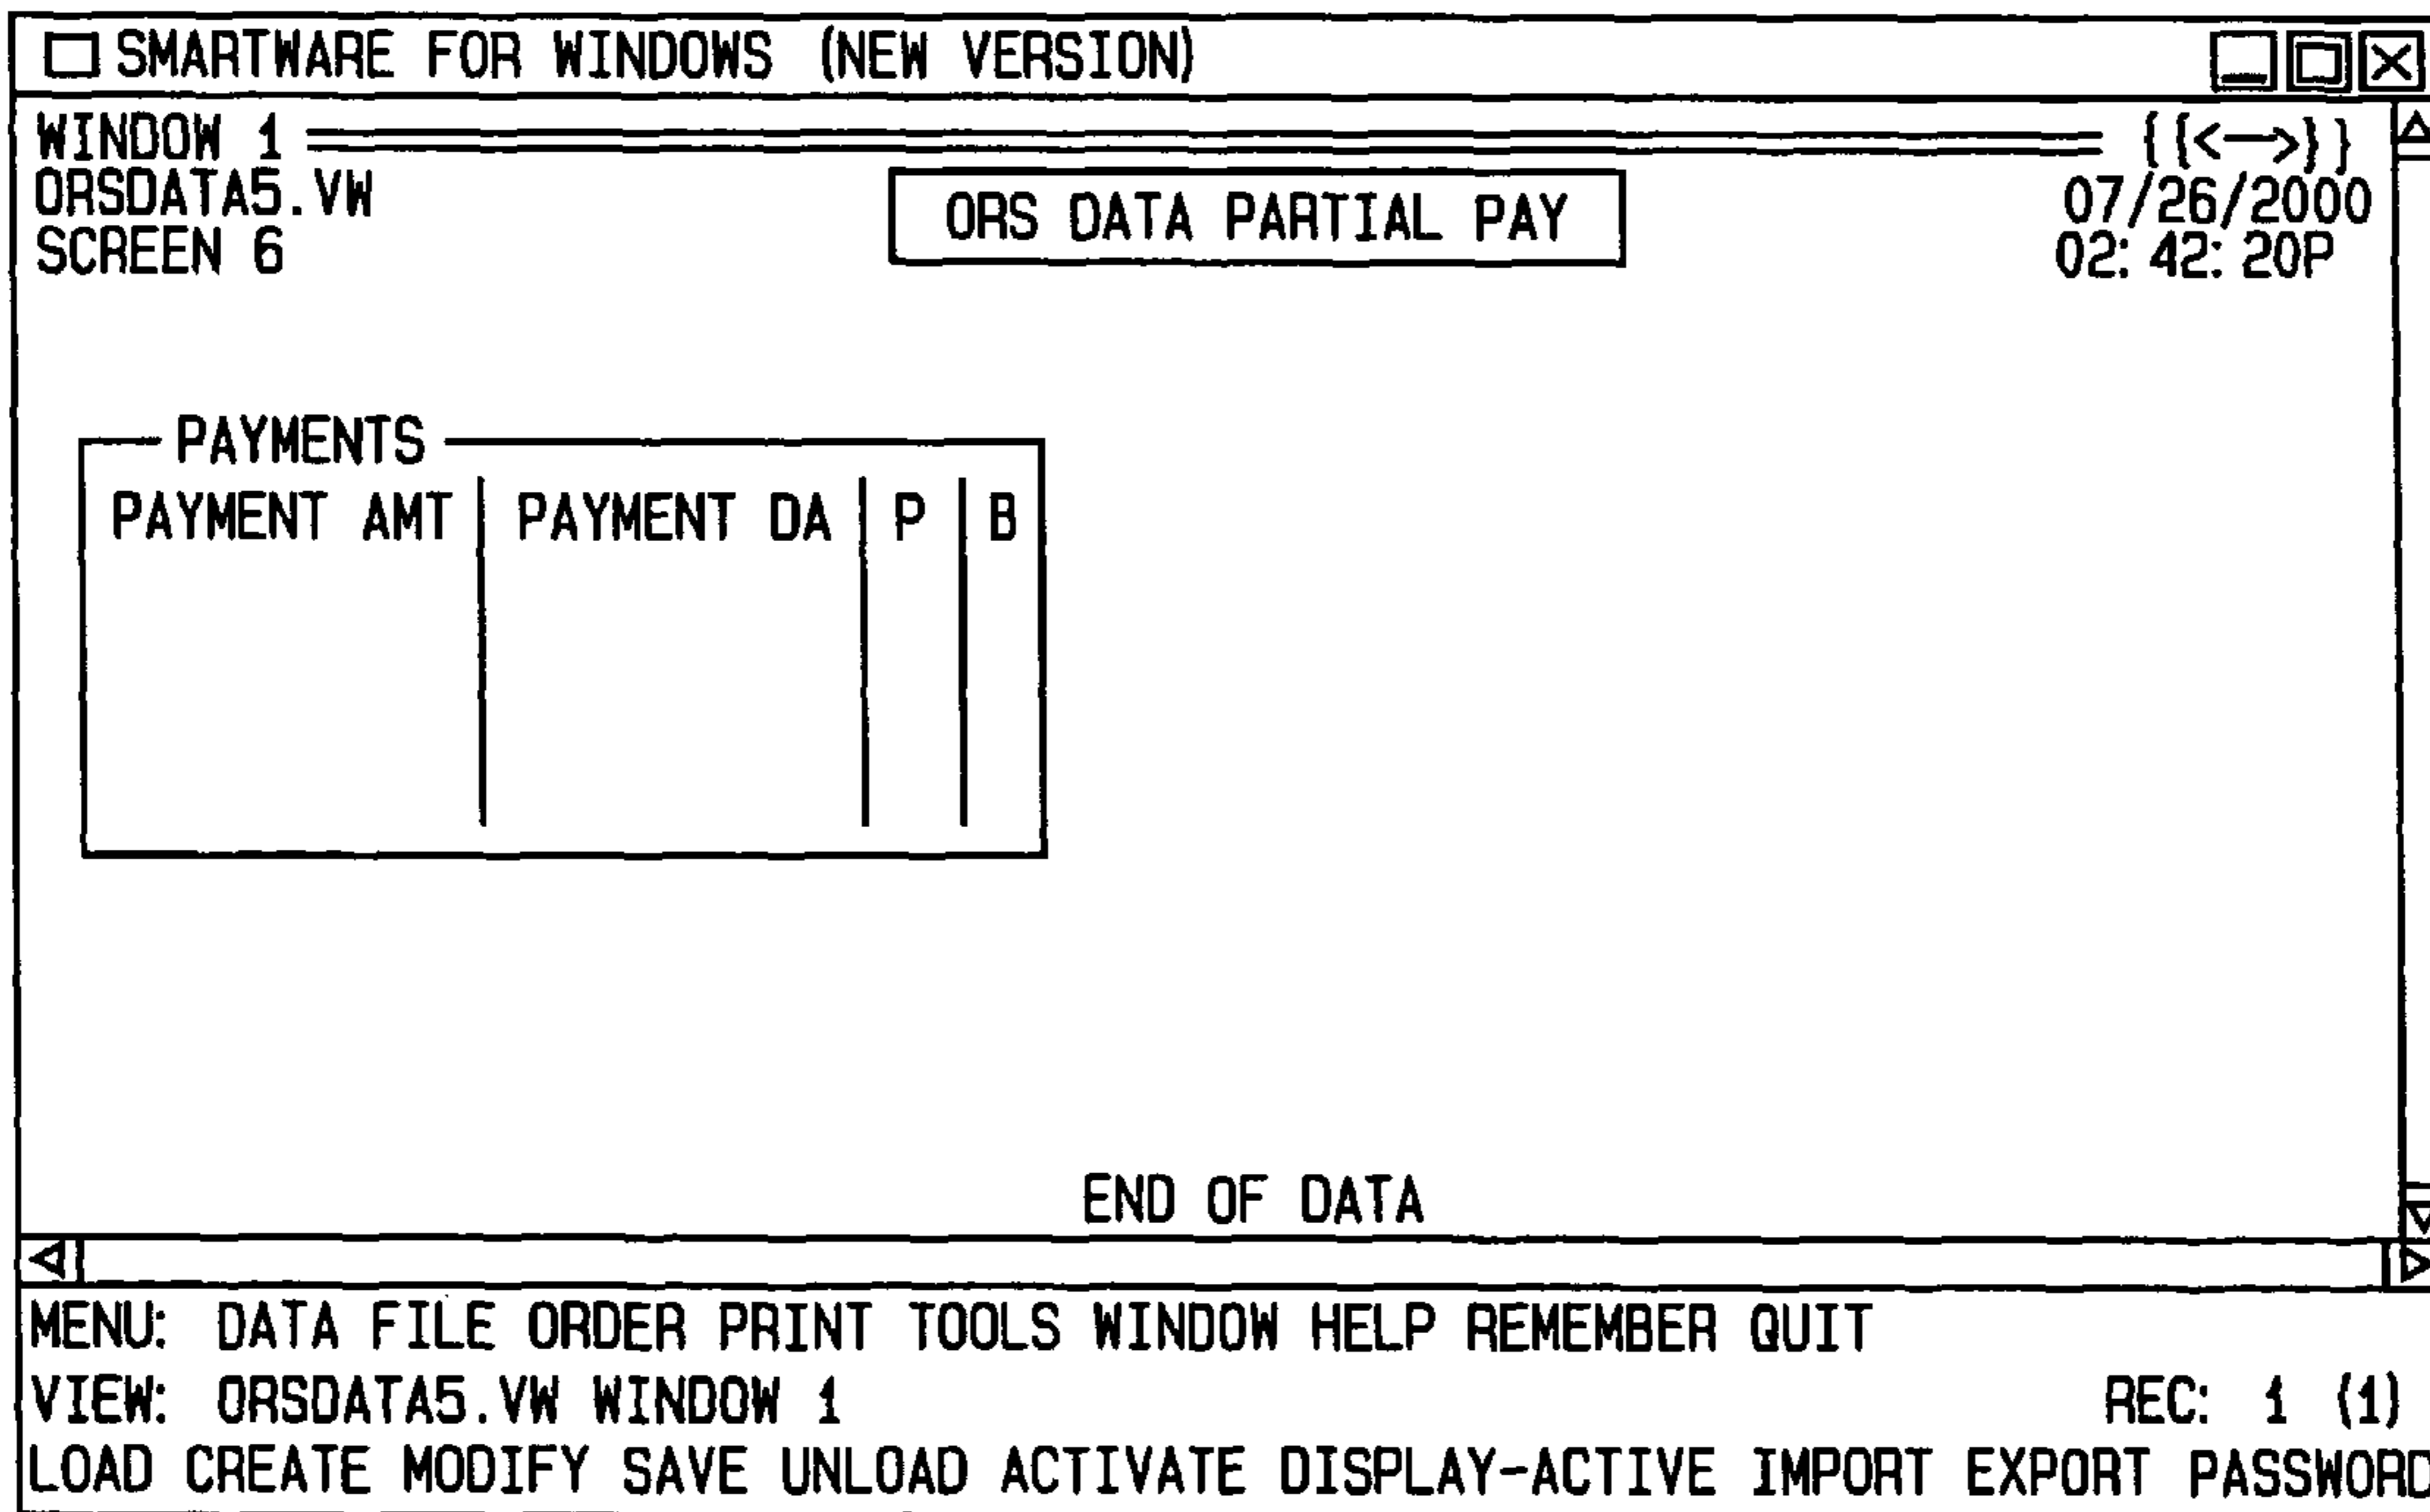 SMARTWARE FOR WINDOWS (NEW VERSION)
WINDOW 1 {{<—>}}
ORSDATA5.VW ORS DATA PARTIAL PAY 07/26/2000
SCREEN 6 02:42:20P
PAYMENTS
PAYMENT AMT PAYMENT DA P B
END OF DATA
MENU: DATA FILE ORDER PRINT TOOLS WINDOW HELP REMEMBER QUIT
VIEW: ORSDATA5.VW WINDOW 1 REC: 1 (1)
LOAD CREATE MODIFY SAVE UNLOAD ACTIVATE DISPLAY-ACTIVE IMPORT EXPORT PASSWORD